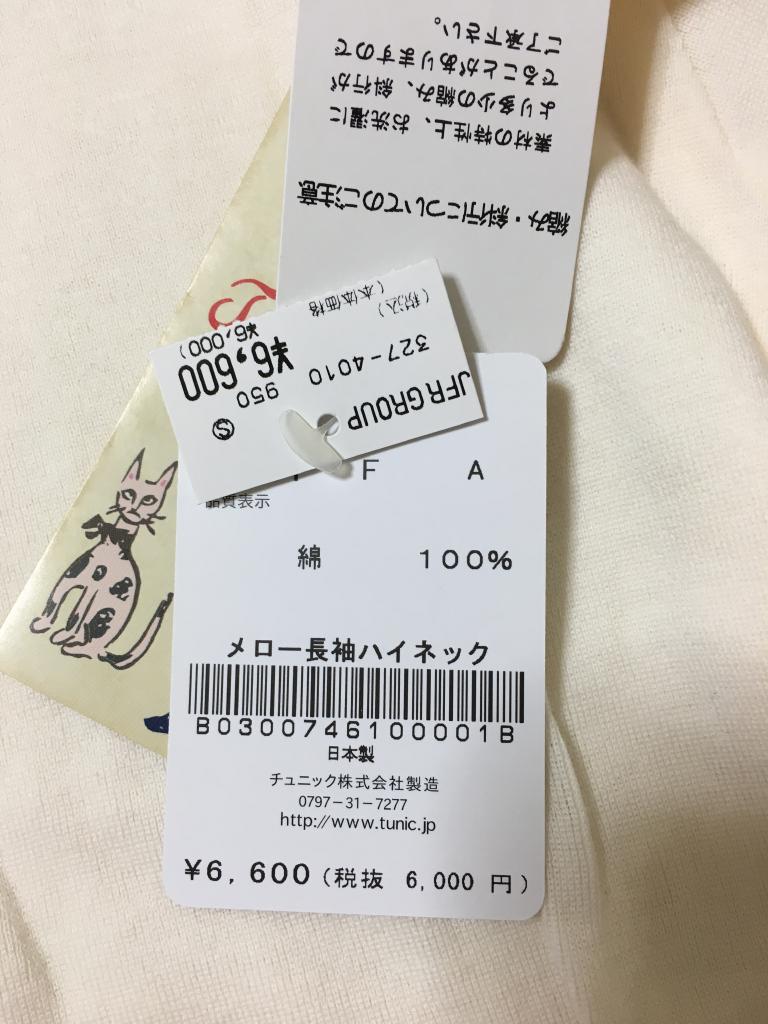 縮み・斜行についてのご注意
素材の特性上、お洗濯に
より多少の縮み、斜行が
でることがありますので
ご了承下さい。
JFR GROUP
327-4010
950
Ⓢ
(税込)
¥6,600
(本体価格
¥6,000)
F A
品質表示
綿 100%
メロー長袖ハイネック
B0300746100001B
日本製
チュニック株式会社製造
0797-31-7277
http://www.tunic.jp
¥6,600(税抜 6,000 円)